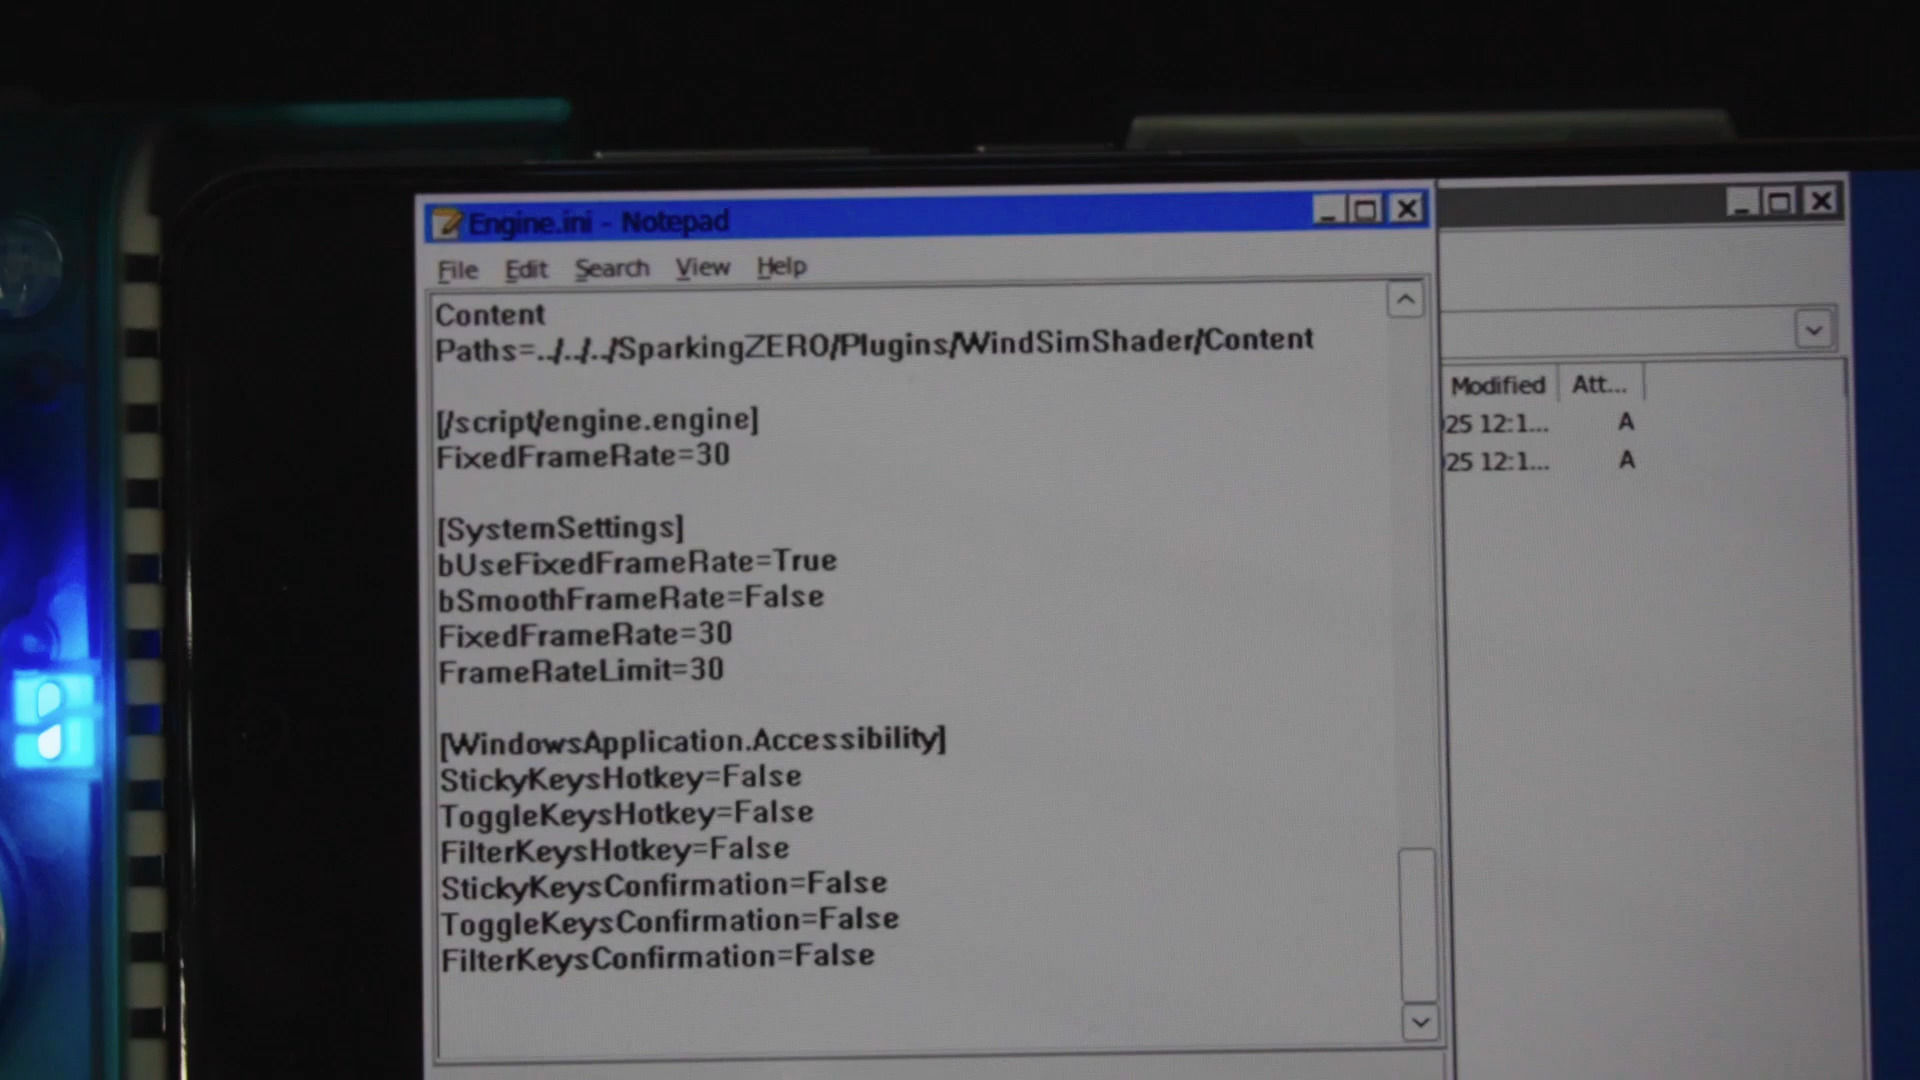 Engine.ini - Notepad
File Edit Search View Help
Content
Paths=../../../SparkingZERO/Plugins/WindSimShader/Content
[/script/engine.engine]
FixedFrameRate=30
[SystemSettings]
bUseFixedFrameRate=True
bSmoothFrameRate=False
FixedFrameRate=30
FrameRateLimit=30
[WindowsApplication.Accessibility]
StickyKeysHotkey=False
ToggleKeysHotkey=False
FilterKeysHotkey=False
StickyKeysConfirmation=False
ToggleKeysConfirmation=False
FilterKeysConfirmation=False
Modified Att...
025 12:1... A
025 12:1... A